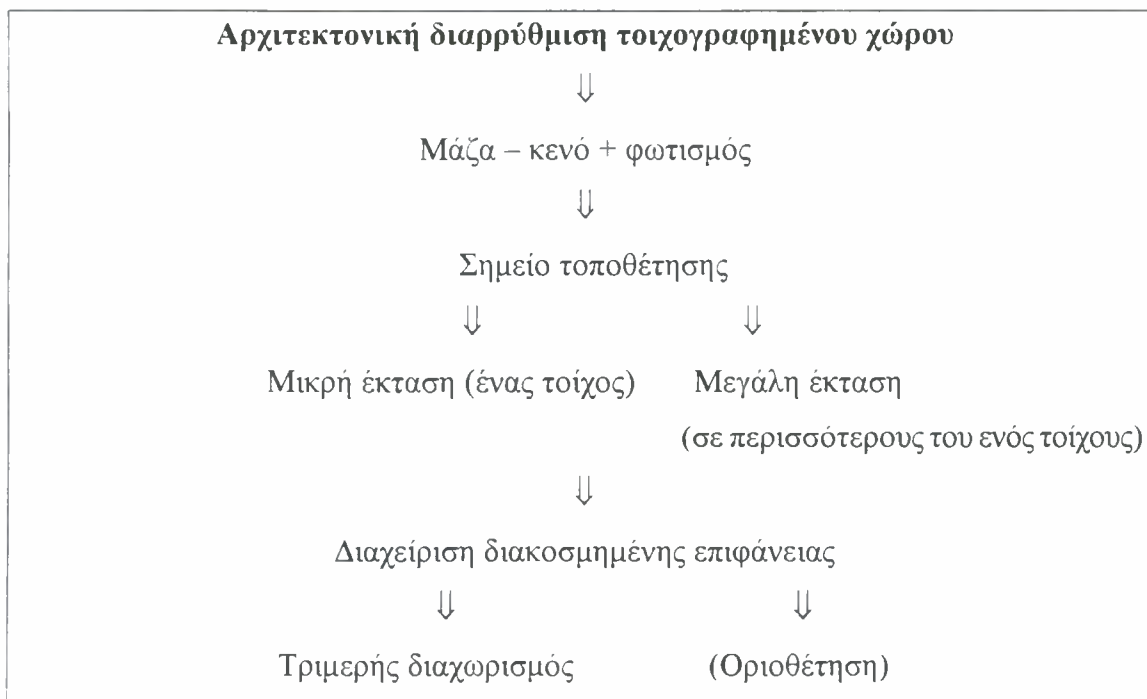 Αρχιτεκτονική διαρρύθμιση τοιχογραφημένου χώρου
⇓
Μάζα – κενό + φωτισμός
⇓
Σημείο τοποθέτησης
⇓ ⇓
Μικρή έκταση (ένας τοίχος) Μεγάλη έκταση
(σε περισσότερους του ενός τοίχους)
⇓
Διαχείριση διακοσμημένης επιφάνειας
⇓ ⇓
Τριμερής διαχωρισμός (Οριοθέτηση)